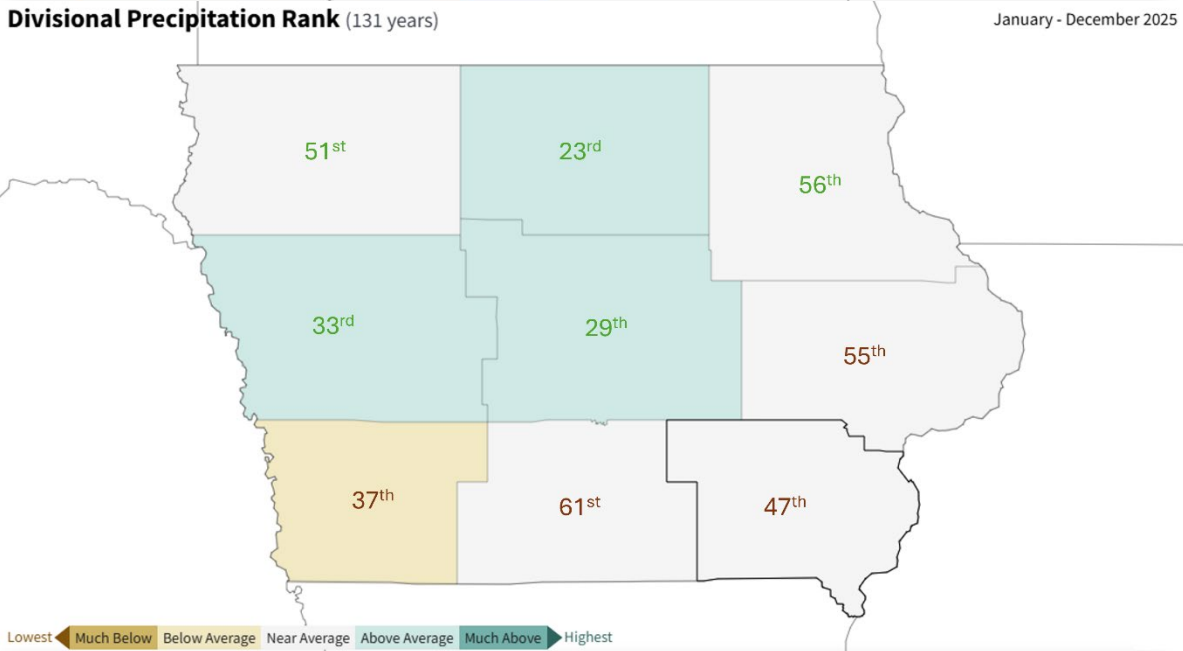 Divisional Precipitation Rank (131 years)
January - December 2025
51st
23rd
56th
33rd
29th
55th
37th
61st
47th
Lowest Much Below Below Average Near Average Above Average Much Above Highest